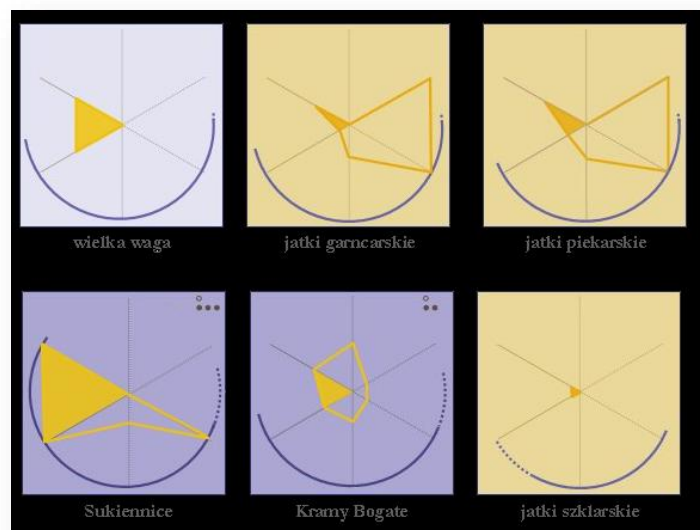 wielka waga
jatki garncarskie
jatki piekarskie
Sukiennice
Kramy Bogate
jatki szklarskie